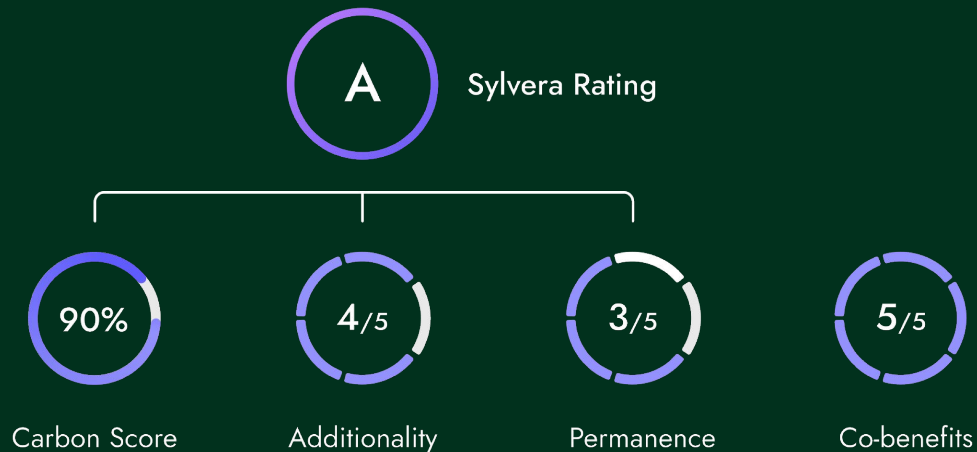 A
Sylvera Rating
90%
4/5
3/5
5/5
Carbon Score
Additionality
Permanence
Co-benefits